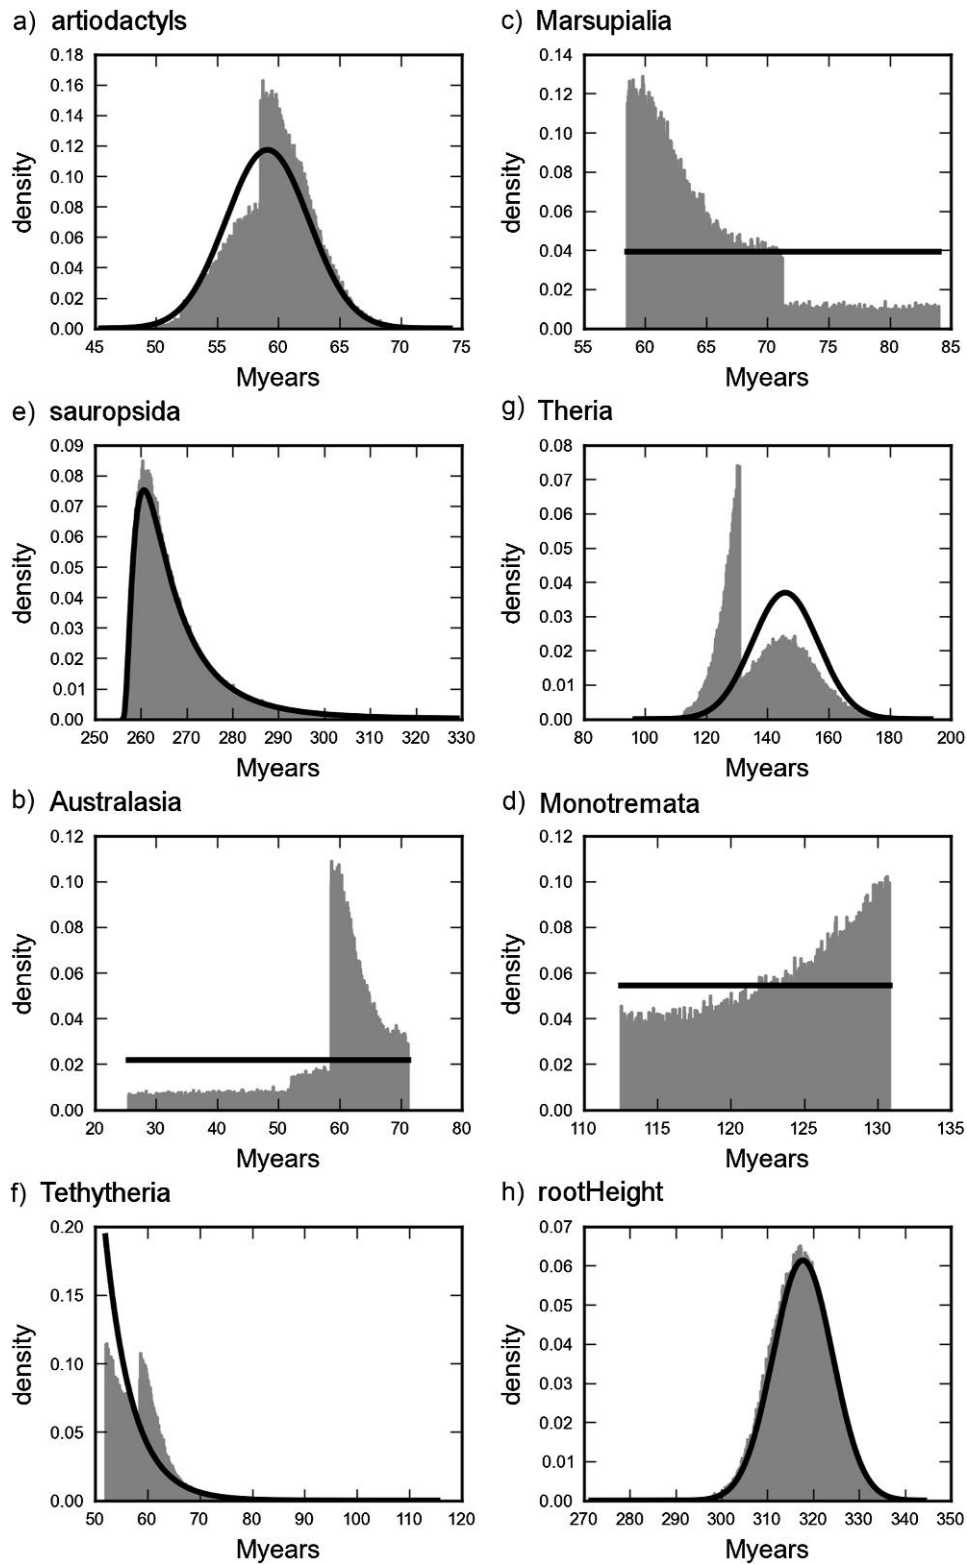 a) artiodactyls
0.18
0.16
0.14
0.12
0.10
0.08
0.06
0.04
0.02
0.00
density
45 50 55 60 65 70 75
Myears
c) Marsupialia
0.14
0.12
0.10
0.08
0.06
0.04
0.02
0.00
density
55 60 65 70 75 80 85
Myears
e) sauropsida
0.09
0.08
0.07
0.06
0.05
0.04
0.03
0.02
0.01
0.00
density
250 260 270 280 290 300 310 320 330
Myears
g) Theria
0.08
0.07
0.06
0.05
0.04
0.03
0.02
0.01
0.00
density
80 100 120 140 160 180 200
Myears
b) Australasia
0.12
0.10
0.08
0.06
0.04
0.02
0.00
density
20 30 40 50 60 70 80
Myears
d) Monotremata
0.12
0.10
0.08
0.06
0.04
0.02
0.00
density
110 115 120 125 130 135
Myears
f) Tethytheria
0.20
0.15
0.10
0.05
0.00
density
50 60 70 80 90 100 110 120
Myears
h) rootHeight
0.07
0.06
0.05
0.04
0.03
0.02
0.01
0.00
density
270 280 290 300 310 320 330 340 350
Myears